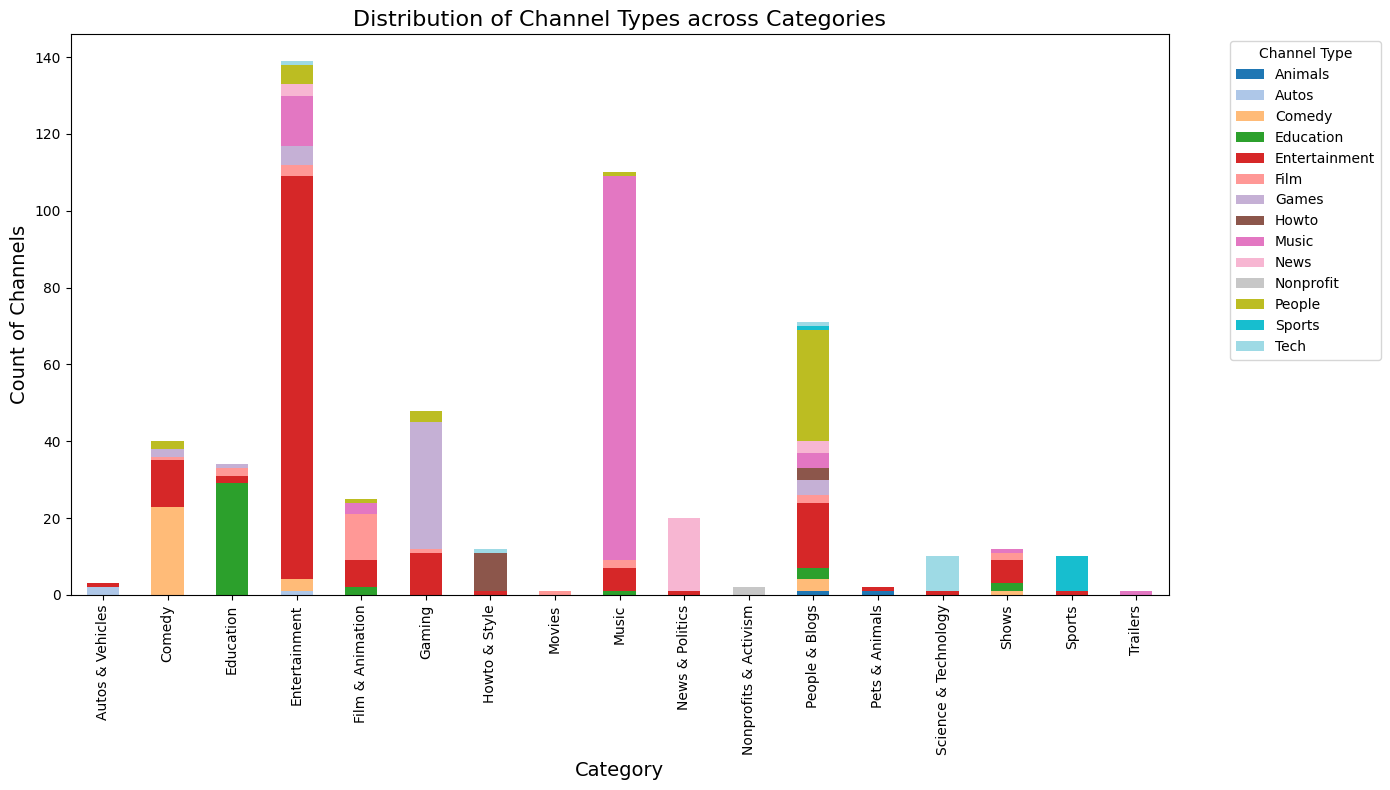 Distribution of Channel Types across Categories
Count of Channels
140
120
100
80
60
40
20
0
Autos & Vehicles
Comedy
Education
Entertainment
Film & Animation
Gaming
Howto & Style
Movies
Music
News & Politics
Nonprofits & Activism
People & Blogs
Pets & Animals
Science & Technology
Shows
Sports
Trailers
Category
Channel Type
Animals
Autos
Comedy
Education
Entertainment
Film
Games
Howto
Music
News
Nonprofit
People
Sports
Tech